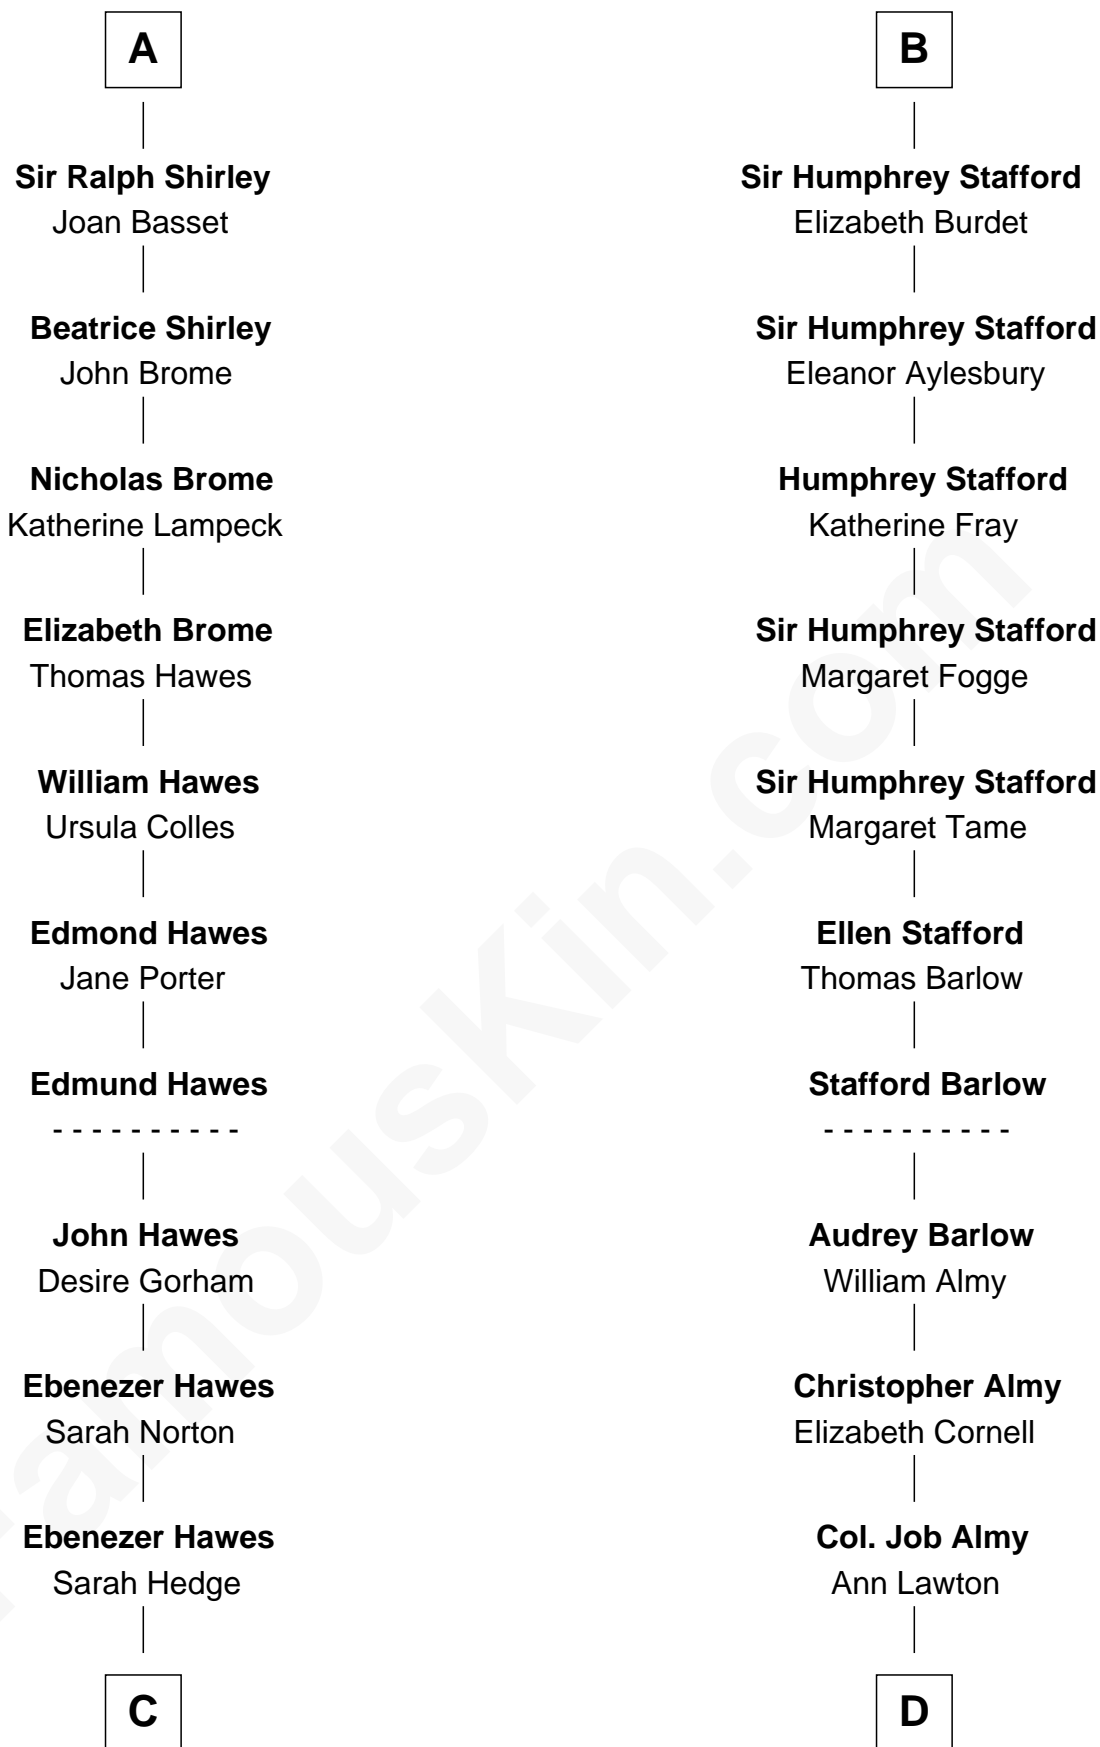 A
Sir Ralph Shirley
Joan Basset
Beatrice Shirley
John Brome
Nicholas Brome
Katherine Lampeck
Elizabeth Brome
Thomas Hawes
William Hawes
Ursula Colles
Edmond Hawes
Jane Porter
Edmund Hawes
- - - - - - - - - -
John Hawes
Desire Gorham
Ebenezer Hawes
Sarah Norton
Ebenezer Hawes
Sarah Hedge
C
B
Sir Humphrey Stafford
Elizabeth Burdet
Sir Humphrey Stafford
Eleanor Aylesbury
Humphrey Stafford
Katherine Fray
Sir Humphrey Stafford
Margaret Fogge
Sir Humphrey Stafford
Margaret Tame
Ellen Stafford
Thomas Barlow
Stafford Barlow
- - - - - - - - - -
Audrey Barlow
William Almy
Christopher Almy
Elizabeth Cornell
Col. Job Almy
Ann Lawton
D
FamousKin.com